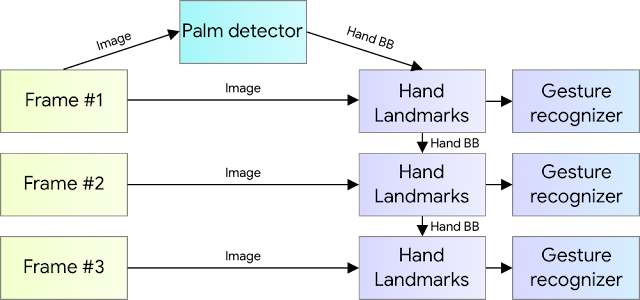 Palm detector
Image
Hand BB
Frame #1
Image
Hand
Landmarks
Gesture
recognizer
Hand BB
Frame #2
Image
Hand
Landmarks
Gesture
recognizer
Hand BB
Frame #3
Image
Hand
Landmarks
Gesture
recognizer